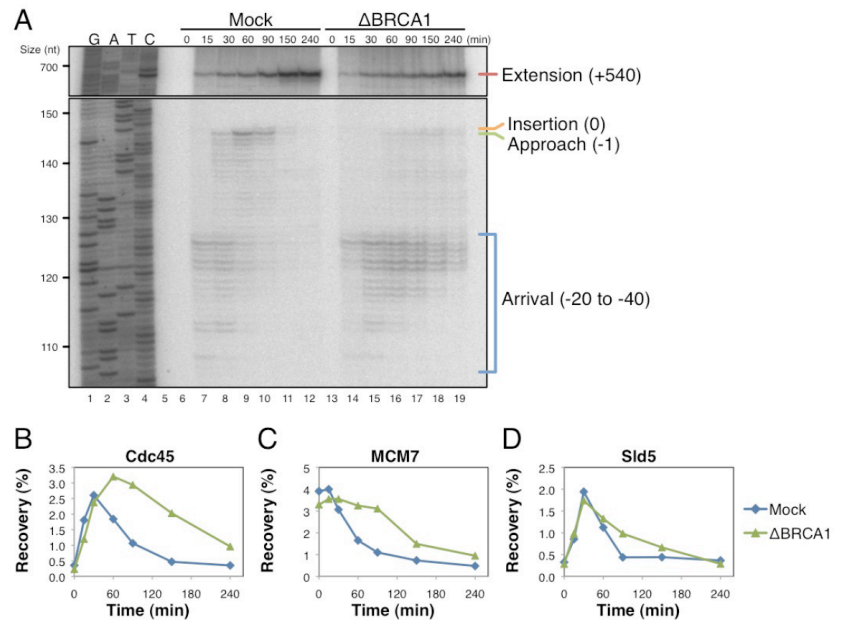 A
Mock ΔBRCA1
G A T C 0 15 30 60 90 150 240 0 15 30 60 90 150 240 (min)
Size (nt)
700
Extension (+540)
150
Insertion (0)
Approach (-1)
140
130
120
Arrival (-20 to -40)
110
1 2 3 4 5 6 7 8 9 10 11 12 13 14 15 16 17 18 19
B C D
Cdc45 MCM7 Sld5
Recovery (%)
3.5
3.0
2.5
2.0
1.5
1.0
0.5
0.0
0 60 120 180 240
Time (min)
Recovery (%)
5
4
3
2
1
0
0 60 120 180 240
Time (min)
Recovery (%)
2.5
2.0
1.5
1.0
0.5
0.0
0 60 120 180 240
Time (min)
Mock
ΔBRCA1